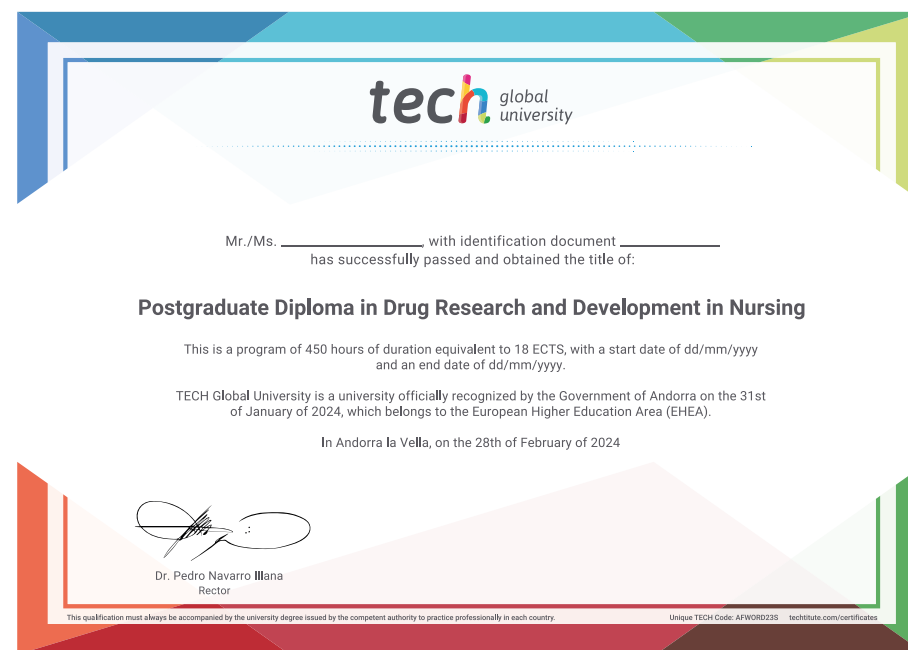 tech global
university
Mr./Ms. ____________, with identification document ____________
has successfully passed and obtained the title of:
Postgraduate Diploma in Drug Research and Development in Nursing
This is a program of 450 hours of duration equivalent to 18 ECTS, with a start date of dd/mm/yyyy
and an end date of dd/mm/yyyy.
TECH Global University is a university officially recognized by the Government of Andorra on the 31st
of January of 2024, which belongs to the European Higher Education Area (EHEA).
In Andorra la Vella, on the 28th of February of 2024
Dr. Pedro Navarro Illana
Rector
This qualification must always be accompanied by the university degree issued by the competent authority to practice professionally in each country.
Unique TECH Code: AFWORD23S techtitute.com/certificates